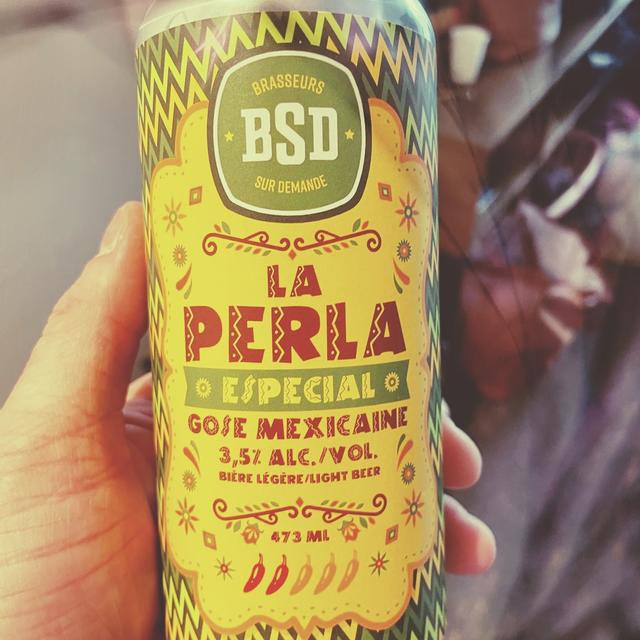 BRASSEURS
BSD
SUR DEMANDE
LA
PERLA
ESPECIAL
GOSE MEXICAINE
3,5% ALC./VOL.
BIÈRE LÉGÈRE/LIGHT BEER
473 ML